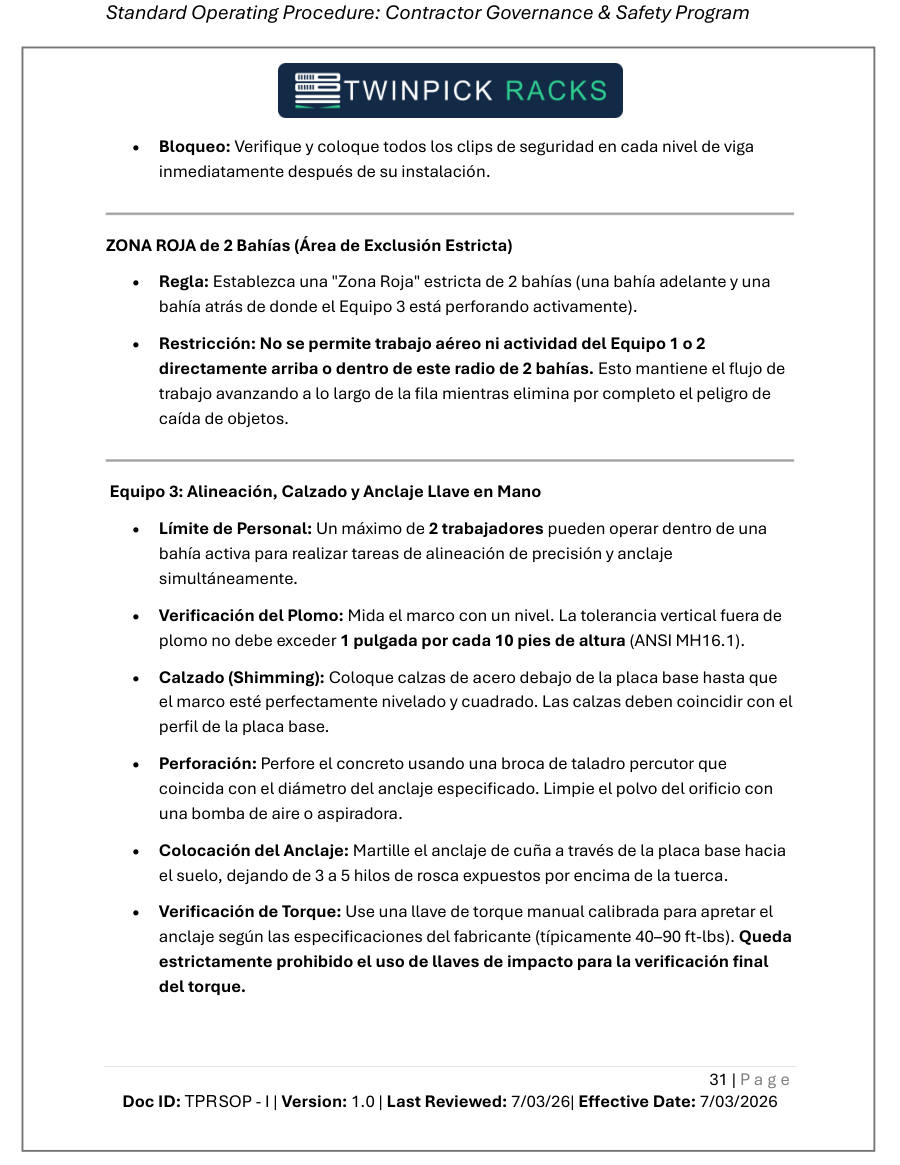 Standard Operating Procedure: Contractor Governance & Safety Program
TWINPICK RACKS
• Bloqueo: Verifique y coloque todos los clips de seguridad en cada nivel de viga
inmediatamente después de su instalación.
ZONA ROJA de 2 Bahías (Área de Exclusión Estricta)
• Regla: Establezca una "Zona Roja" estricta de 2 bahías (una bahía adelante y una
bahía atrás de donde el Equipo 3 está perforando activamente).
• Restricción: No se permite trabajo aéreo ni actividad del Equipo 1 o 2
directamente arriba o dentro de este radio de 2 bahías. Esto mantiene el flujo de
trabajo avanzando a lo largo de la fila mientras elimina por completo el peligro de
caída de objetos.
Equipo 3: Alineación, Calzado y Anclaje Llave en Mano
• Límite de Personal: Un máximo de 2 trabajadores pueden operar dentro de una
bahía activa para realizar tareas de alineación de precisión y anclaje
simultáneamente.
• Verificación del Plomo: Mida el marco con un nivel. La tolerancia vertical fuera de
plomo no debe exceder 1 pulgada por cada 10 pies de altura (ANSI MH16.1).
• Calzado (Shimming): Coloque calzas de acero debajo de la placa base hasta que
el marco esté perfectamente nivelado y cuadrado. Las calzas deben coincidir con el
perfil de la placa base.
• Perforación: Perfore el concreto usando una broca de taladro percutor que
coincida con el diámetro del anclaje especificado. Limpie el polvo del orificio con
una bomba de aire o aspiradora.
• Colocación del Anclaje: Martille el anclaje de cuña a través de la placa base hacia
el suelo, dejando de 3 a 5 hilos de rosca expuestos por encima de la tuerca.
• Verificación de Torque: Use una llave de torque manual calibrada para apretar el
anclaje según las especificaciones del fabricante (típicamente 40–90 ft-lbs). Queda
estrictamente prohibido el uso de llaves de impacto para la verificación final
del torque.
31 | Page
Doc ID: TPRSOP - I | Version: 1.0 | Last Reviewed: 7/03/26| Effective Date: 7/03/2026